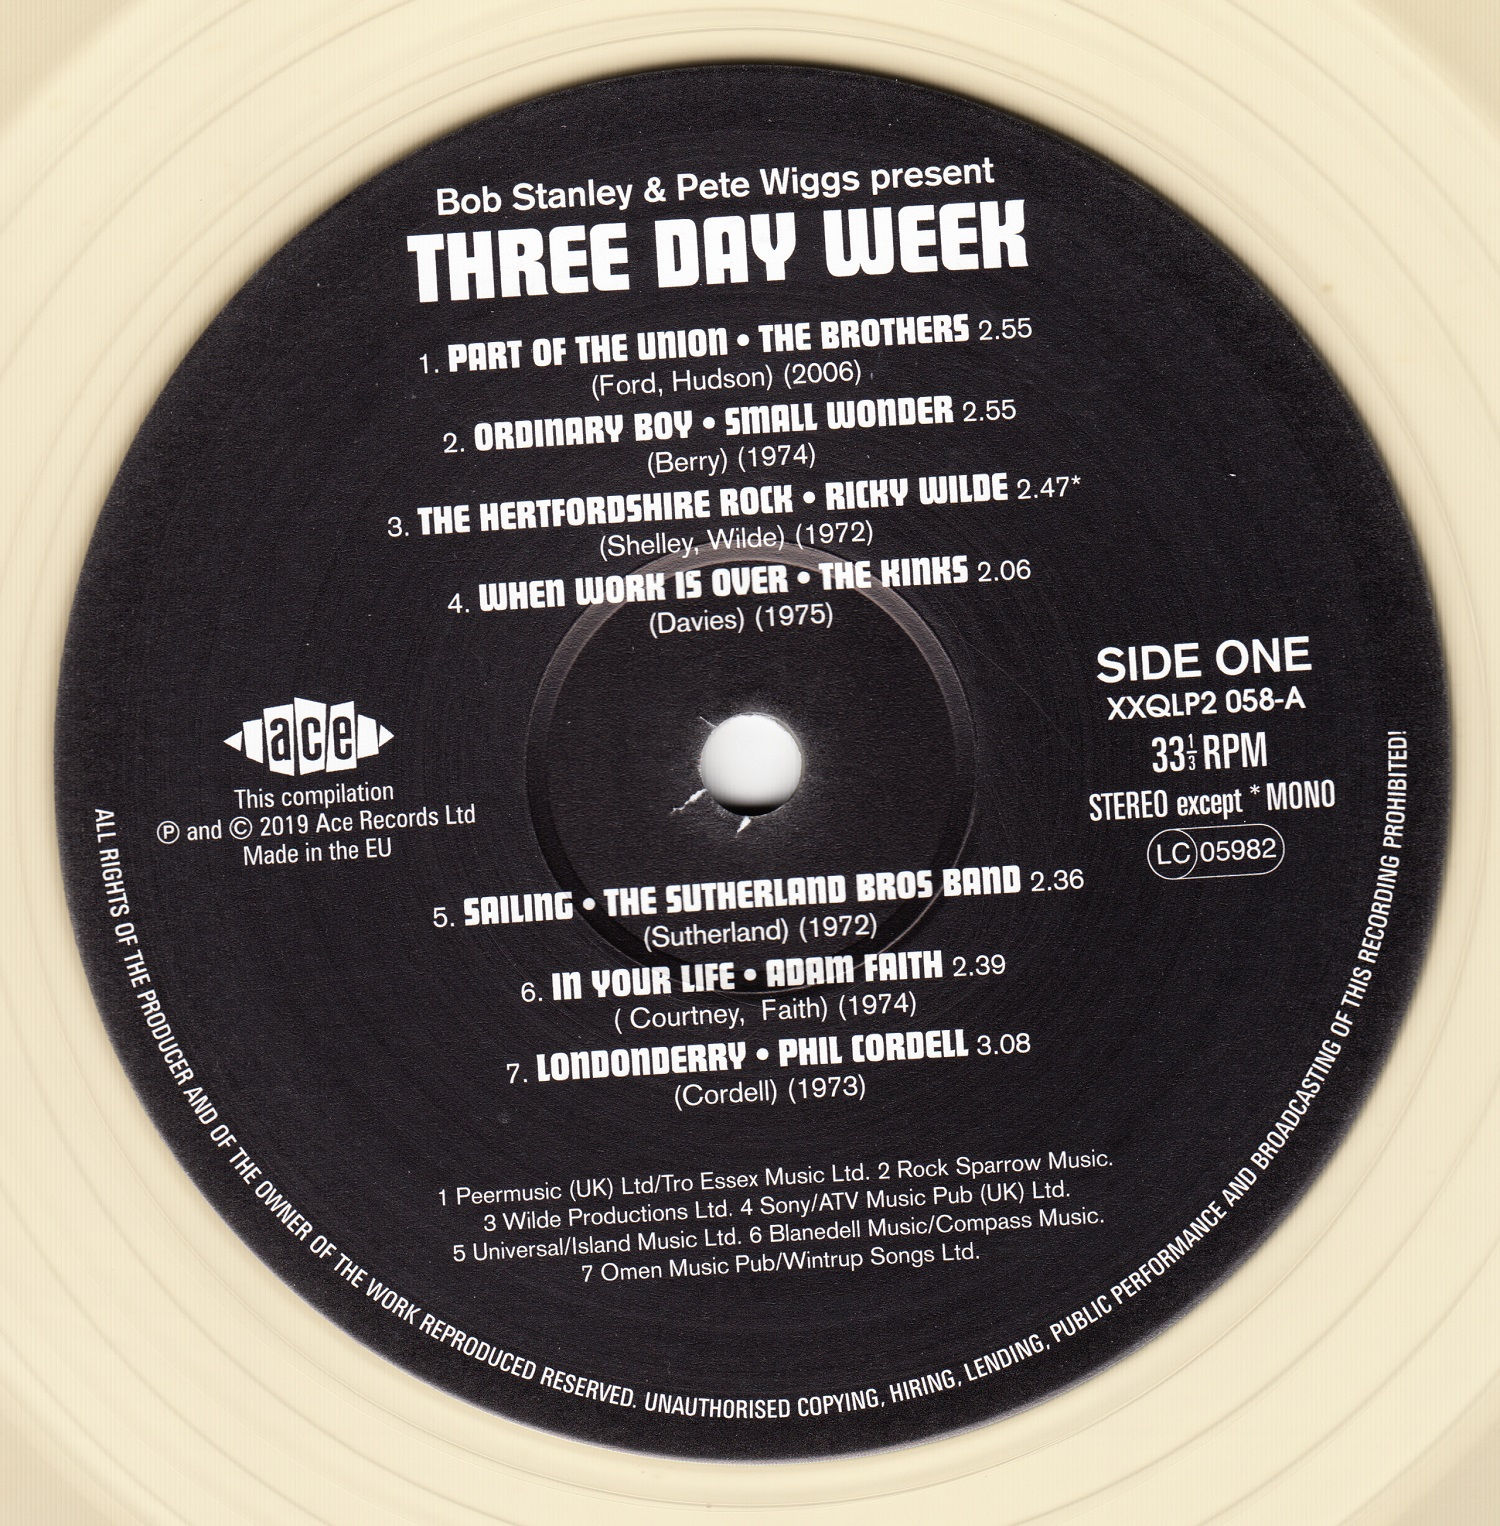 Bob Stanley & Pete Wiggs present
THREE DAY WEEK
1. PART OF THE UNION • THE BROTHERS 2.55
(Ford, Hudson) (2006)
2. ORDINARY BOY • SMALL WONDER 2.55
(Berry) (1974)
3. THE HERTFORDSHIRE ROCK • RICKY WILDE 2.47*
(Shelley, Wilde) (1972)
4. WHEN WORK IS OVER • THE KINKS 2.06
(Davies) (1975)
ace
This compilation
℗ and © 2019 Ace Records Ltd
Made in the EU
SIDE ONE
XXQLP2 058-A
33⅓ RPM
STEREO except * MONO
LC 05982
5. SAILING • THE SUTHERLAND BROS BAND 2.36
(Sutherland) (1972)
6. IN YOUR LIFE • ADAM FAITH 2.39
( Courtney, Faith) (1974)
7. LONDONDERRY • PHIL CORDELL 3.08
(Cordell) (1973)
1 Peermusic (UK) Ltd/Tro Essex Music Ltd. 2 Rock Sparrow Music.
3 Wilde Productions Ltd. 4 Sony/ATV Music Pub (UK) Ltd.
5 Universal/Island Music Ltd. 6 Blanedell Music/Compass Music.
7 Omen Music Pub/Wintrup Songs Ltd.
ALL RIGHTS OF THE PRODUCER AND OF THE OWNER OF THE WORK REPRODUCED RESERVED. UNAUTHORISED COPYING, HIRING, LENDING, PUBLIC PERFORMANCE AND BROADCASTING OF THIS RECORDING PROHIBITED!